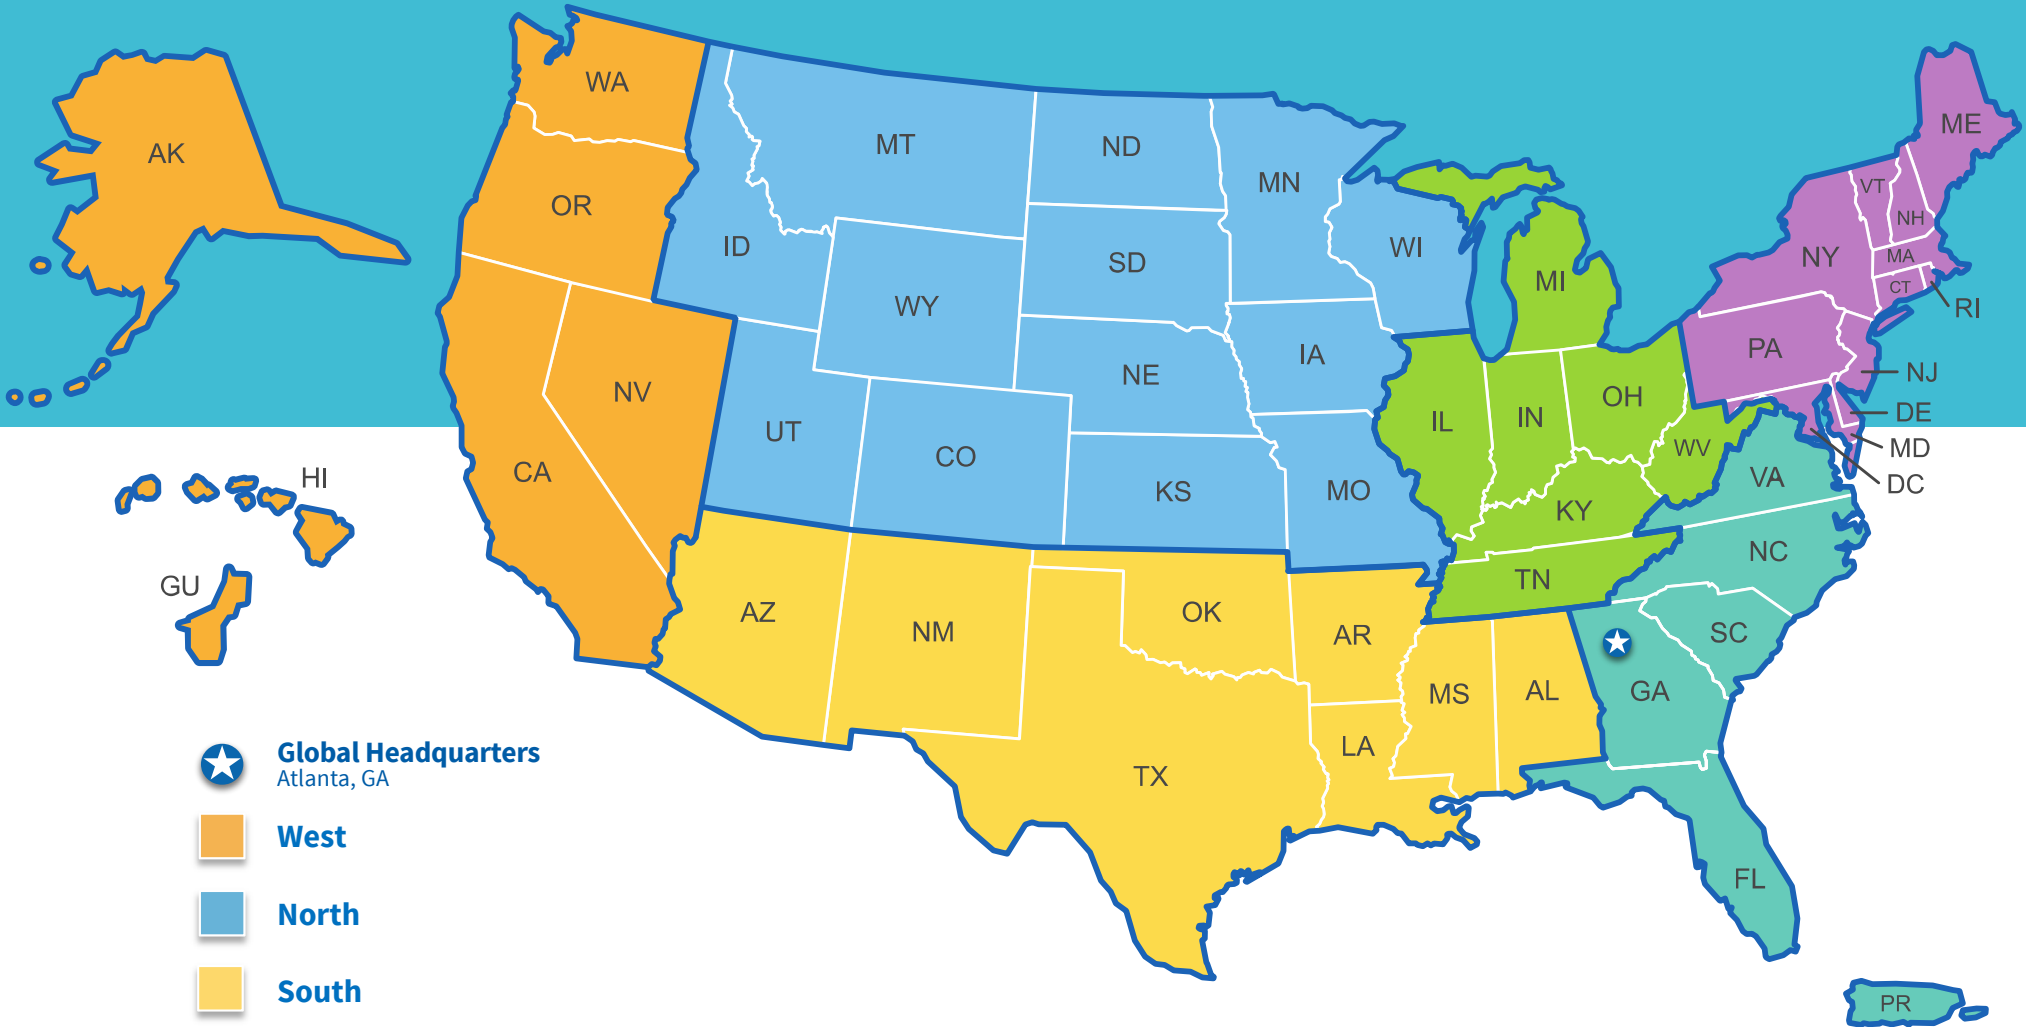 WA
ME
MT
ND
AK
MN
VT
OR
NH
ID
WI
NY
MA
SD
MI
CT
WY
RI
IA
PA
NE
NJ
NV
OH
DE
IL
IN
UT
MD
CO
WV
CA
HI
VA
DC
KS
MO
KY
NC
TN
GU
AZ
OK
NM
AR
SC
MS
AL
GA
LA
Global Headquarters
Atlanta, GA
TX
West
FL
North
South
PR